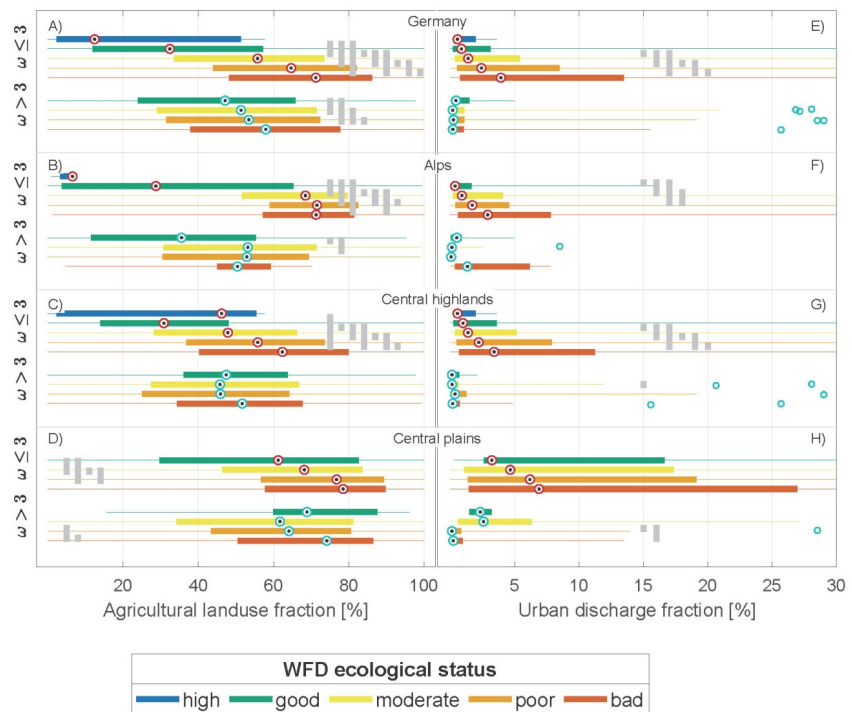 Germany
A)
E)
Alps
B)
F)
Central highlands
C)
G)
Central plains
D)
H)
20 40 60 80 100
5 10 15 20 25 30
Agricultural landuse fraction [%]
Urban discharge fraction [%]
WFD ecological status
high good moderate poor bad